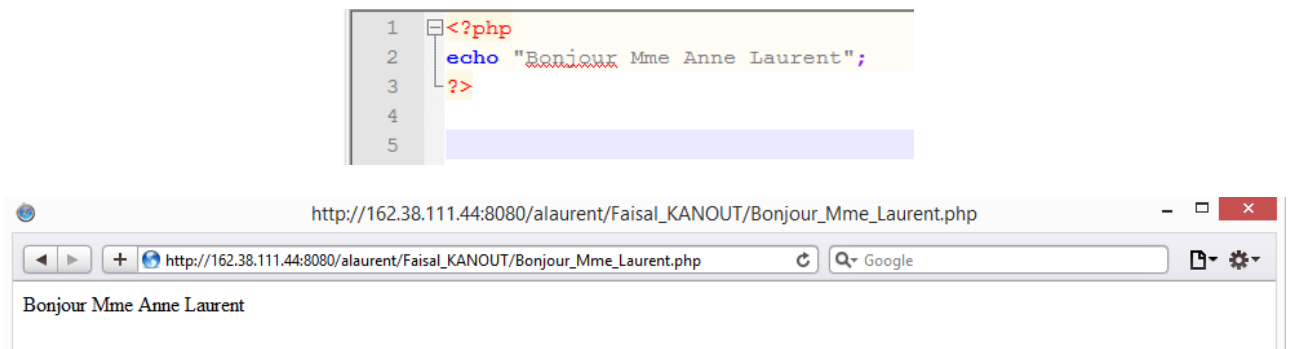 1 <?php
2 echo "Bonjour Mme Anne Laurent";
3 ?>
4
5
http://162.38.111.44:8080/alaurent/Faisal_KANOUT/Bonjour_Mme_Laurent.php
http://162.38.111.44:8080/alaurent/Faisal_KANOUT/Bonjour_Mme_Laurent.php Google
Bonjour Mme Anne Laurent